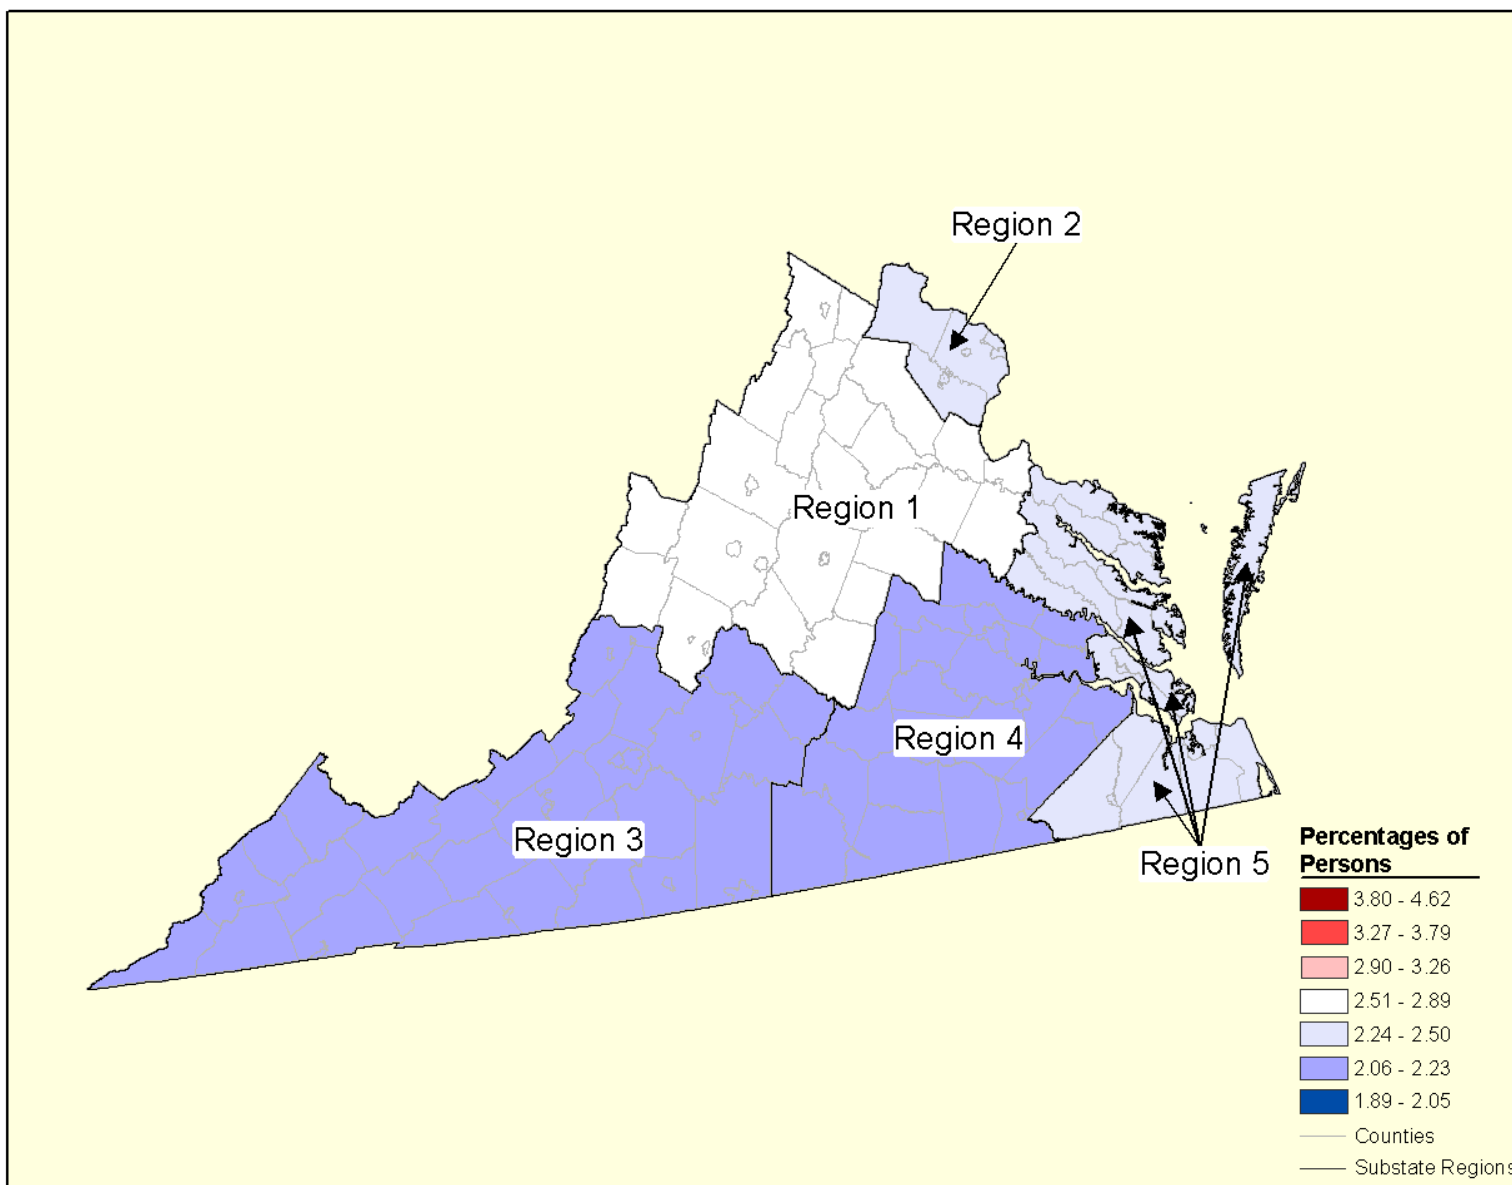 Region 2
Region 1
Region 4
Region 3
Region 5
Percentages of
Persons
3.80 - 4.62
3.27 - 3.79
2.90 - 3.26
2.51 - 2.89
2.24 - 2.50
2.06 - 2.23
1.89 - 2.05
Counties
Substate Regions